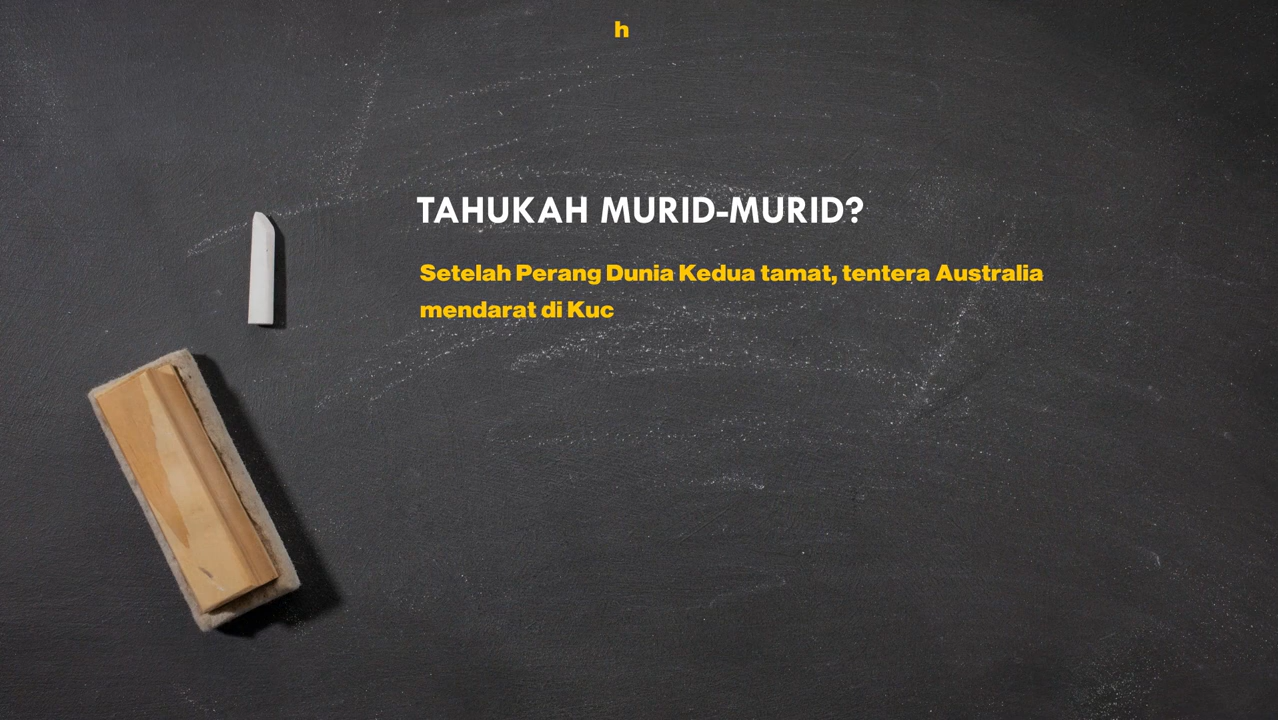 h
TAHUKAH MURID-MURID?
Setelah Perang Dunia Kedua tamat, tentera Australia
mendarat di Kuc